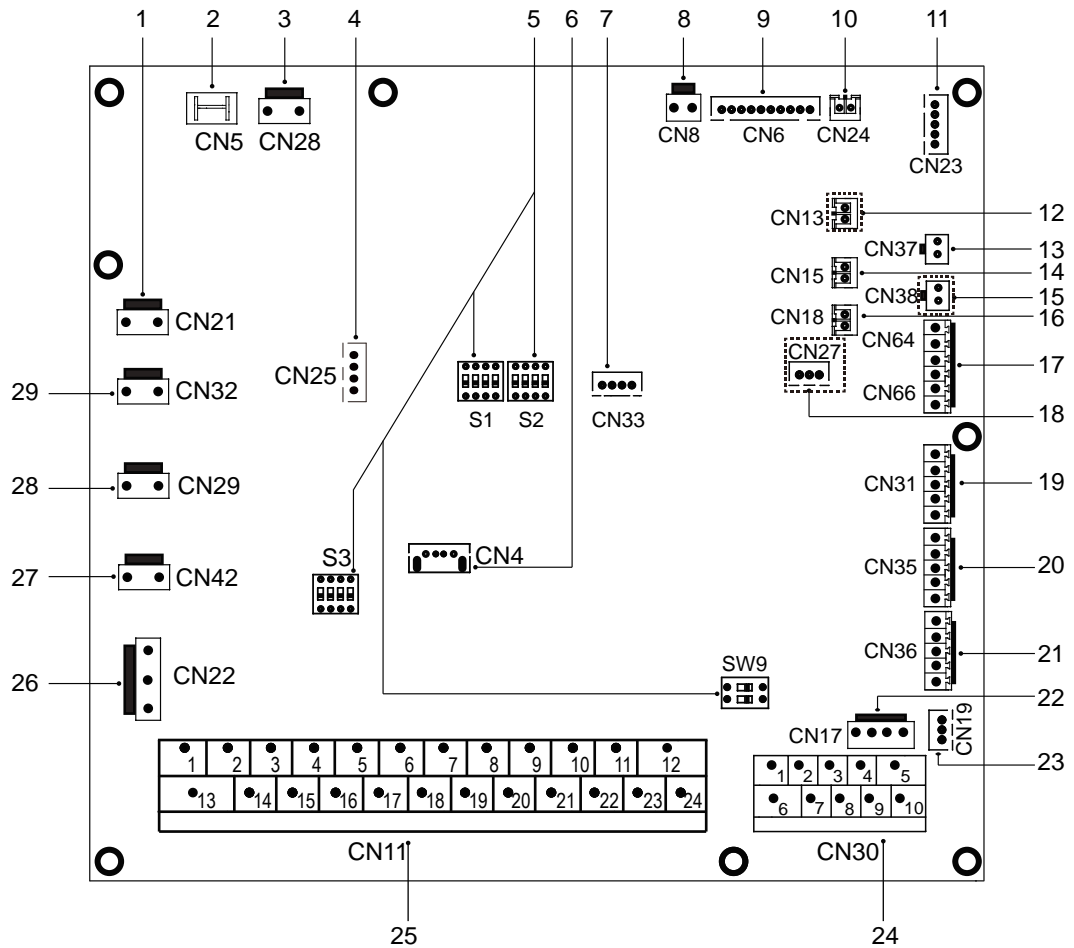 1 2 3 4 5 6 7 8 9 10 11
CN5 CN28 CN8 CN6 CN24
CN23
CN13 12
CN37 13
CN15 14
CN38 15
CN18 16
CN21 CN64
CN27
CN25 17
29 CN32 CN66
S1 S2 CN33 18
28 CN29 CN31 19
S3 CN4
27 CN42 CN35 20
CN36 21
26 CN22 SW9
22
CN17 CN19
23
1 2 3 4 5 6 7 8 9 10 11 12
1 2 3 4 5
13 14 15 16 17 18 19 20 21 22 23 24
6 7 8 9 10
CN11 CN30
25 24